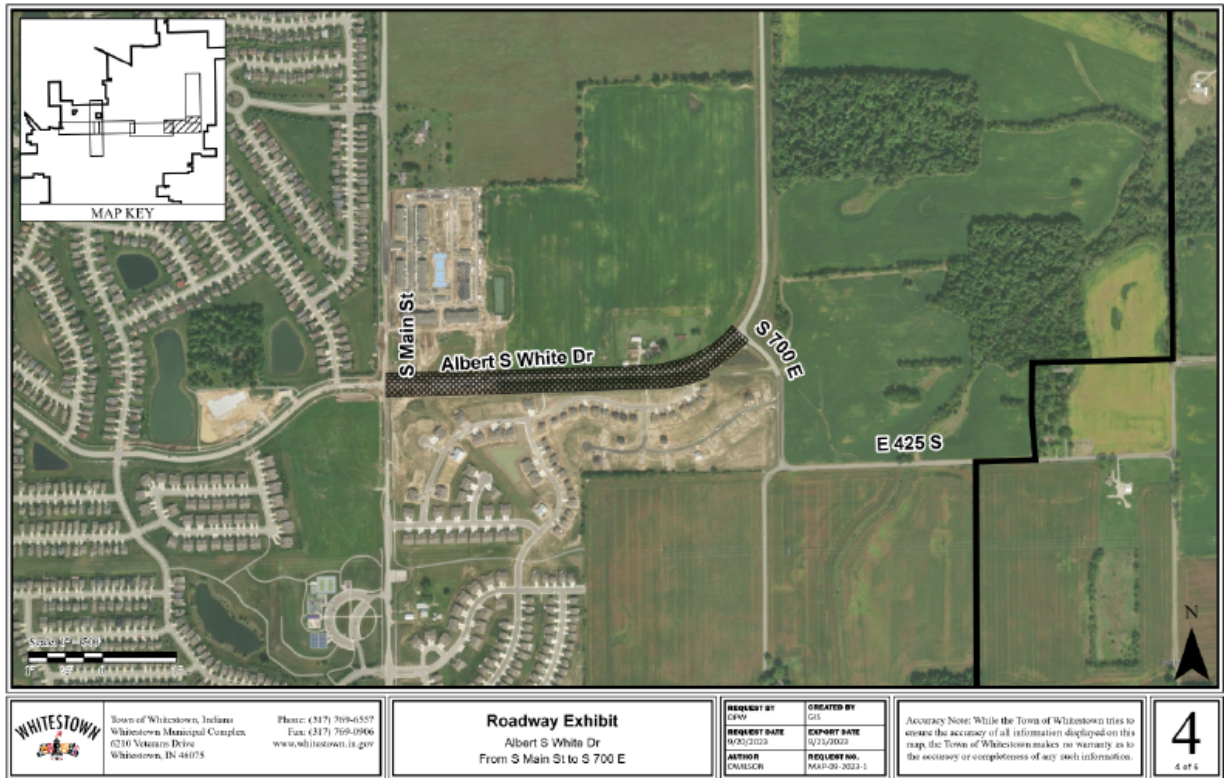 MAP KEY
S Main St
Albert S White Dr
S 700 E
E 425 S
N
WHITESTOWN
Town of Whitestown, Indiana
Whitestown Municipal Complex
6210 Veterans Drive
Whitestown, IN 46075
Phone: (317) 769-6557
Fax: (317) 769-0906
www.whitestown.in.gov
Roadway Exhibit
Albert S White Dr
From S Main St to S 700 E
REQUEST BY
DPW
CREATED BY
GIS
REQUEST DATE
9/20/2023
EXPORT DATE
9/21/2023
AUTHOR
CWILSON
REQUEST NO.
MAP-09-2023-1
Accuracy Note: While the Town of Whitestown tries to
ensure the accuracy of all information displayed on this
map, the Town of Whitestown makes no warranty as to
the accuracy or completeness of any such information.
4
4 of 6